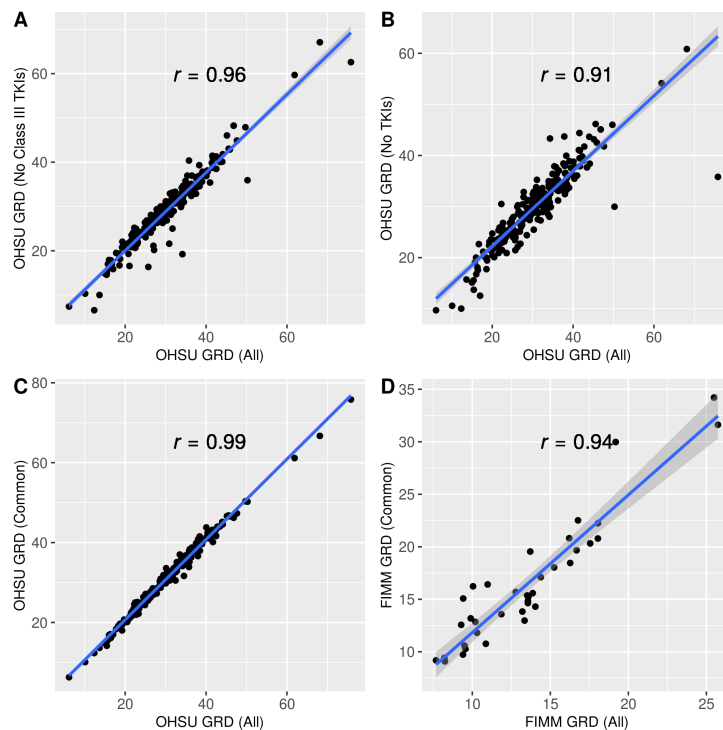 A
r = 0.96
OHSU GRD (No Class III TKIs)
60
40
20
20 40 60
OHSU GRD (All)
B
r = 0.91
OHSU GRD (No TKIs)
60
40
20
20 40 60
OHSU GRD (All)
C
r = 0.99
OHSU GRD (Common)
80
60
40
20
20 40 60
OHSU GRD (All)
D
r = 0.94
FIMM GRD (Common)
35
30
25
20
15
10
10 15 20 25
FIMM GRD (All)